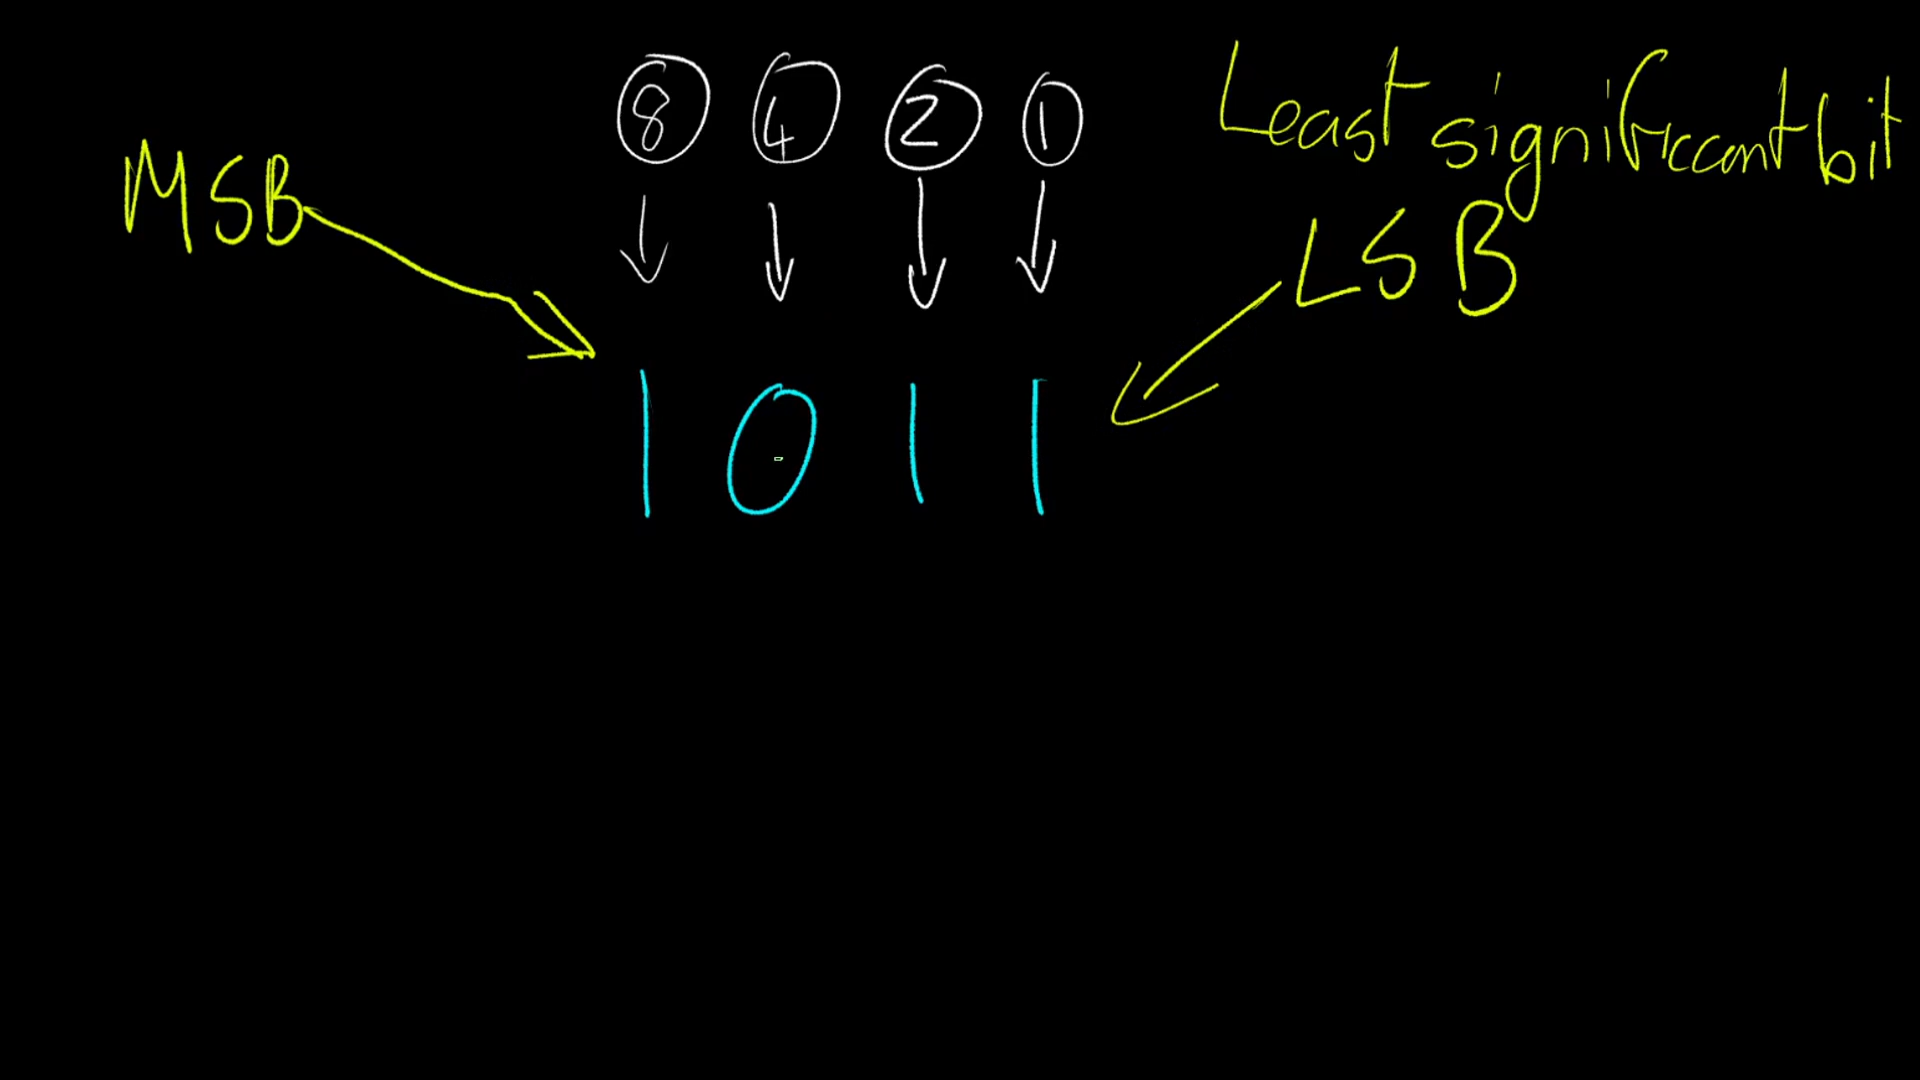 8 4 2 1
Least significant bit
MSB
LSB
1 0 1 1